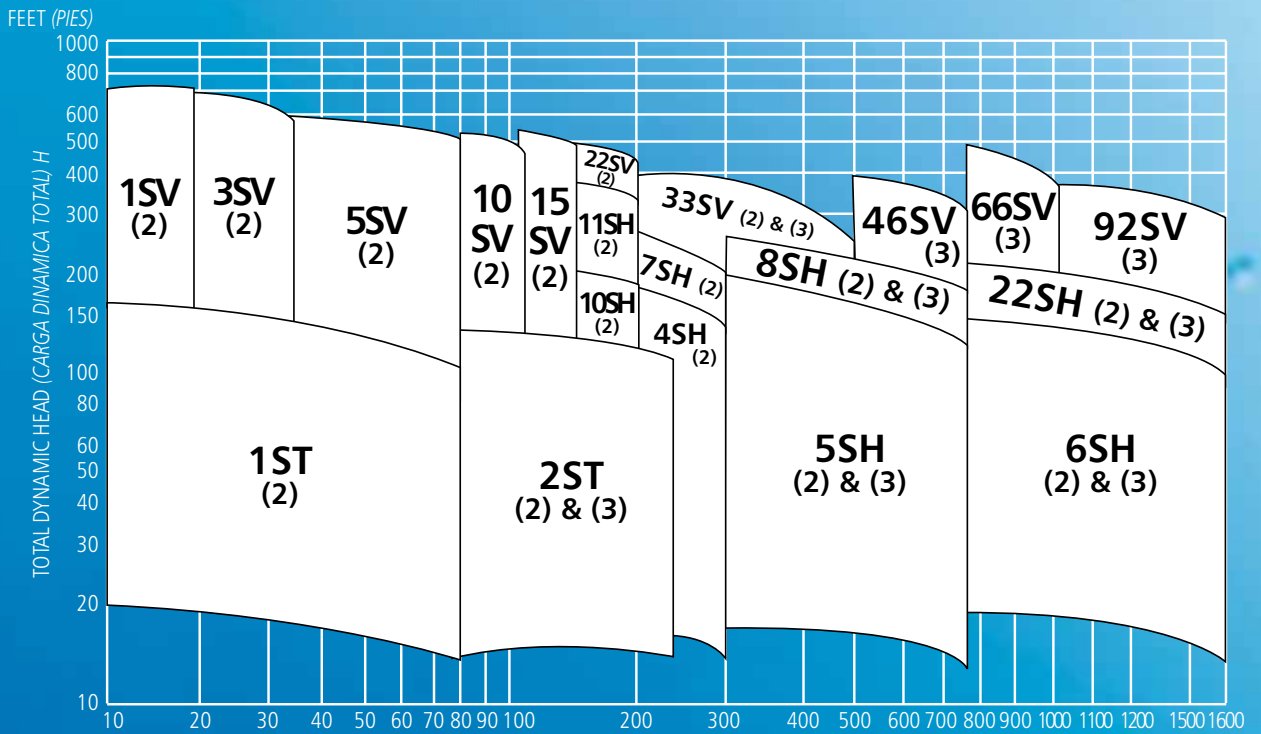 FEET (PIES)
TOTAL DYNAMIC HEAD (CARGA DINAMICA TOTAL) H
1000
800
600
500
400
300
200
150
100
80
60
50
40
30
20
10
1SV
(2)
3SV
(2)
5SV
(2)
10
SV
(2)
15
SV
(2)
22SV
(2)
11SH
(2)
10SH
(2)
33SV (2) & (3)
7SH (2)
4SH
(2)
8SH (2) & (3)
46SV
(3)
66SV
(3)
92SV
(3)
22SH (2) & (3)
1ST
(2)
2ST
(2) & (3)
5SH
(2) & (3)
6SH
(2) & (3)
10 20 30 40 50 60 70 80 90 100 200 300 400 500 600 700 800 900 1000 1100 1200 1500 1600